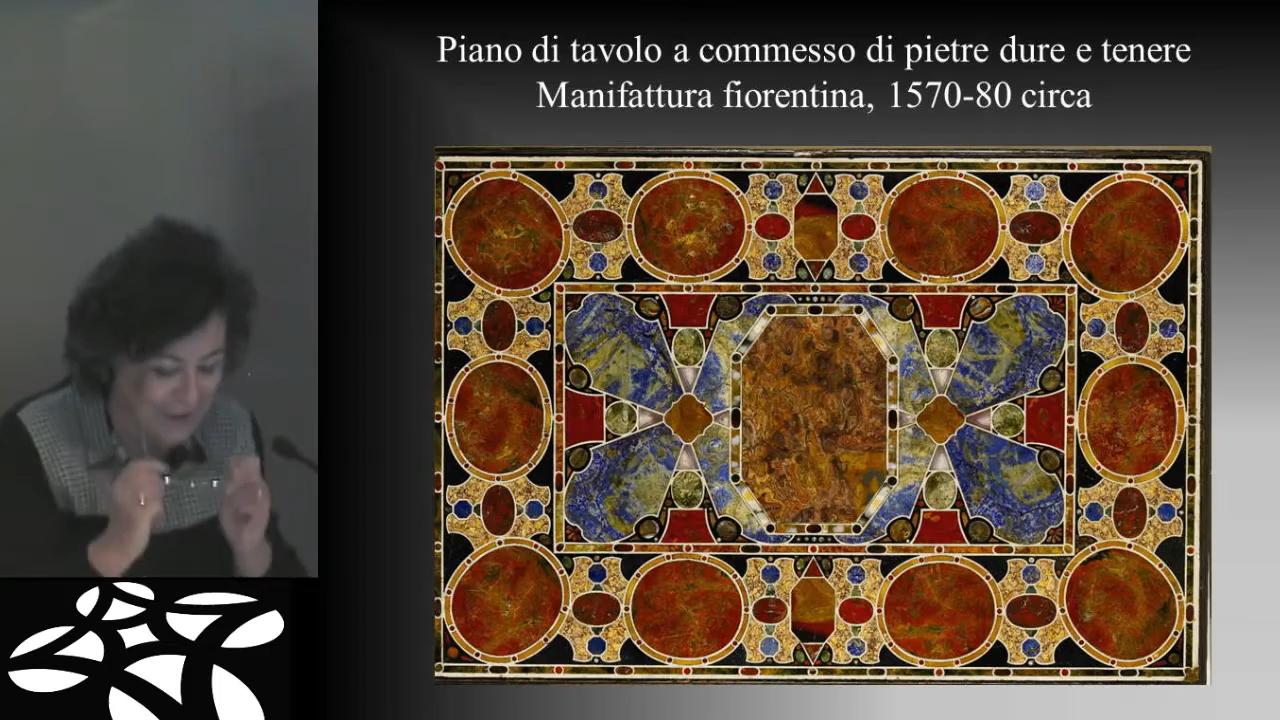 Piano di tavolo a commesso di pietre dure e tenere
Manifattura fiorentina, 1570-80 circa